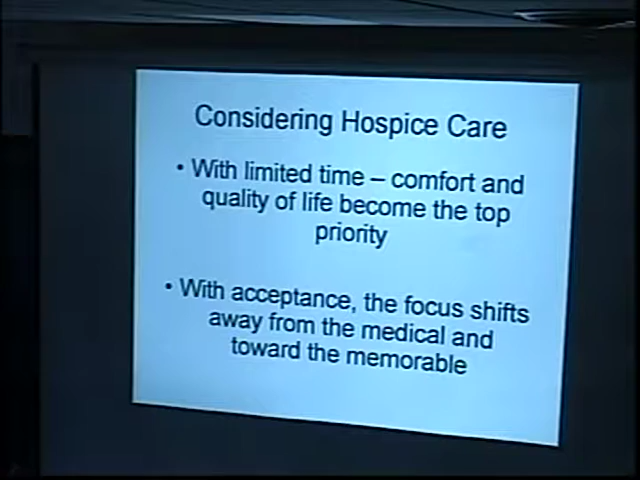 Considering Hospice Care
• With limited time – comfort and
quality of life become the top
priority
• With acceptance, the focus shifts
away from the medical and
toward the memorable